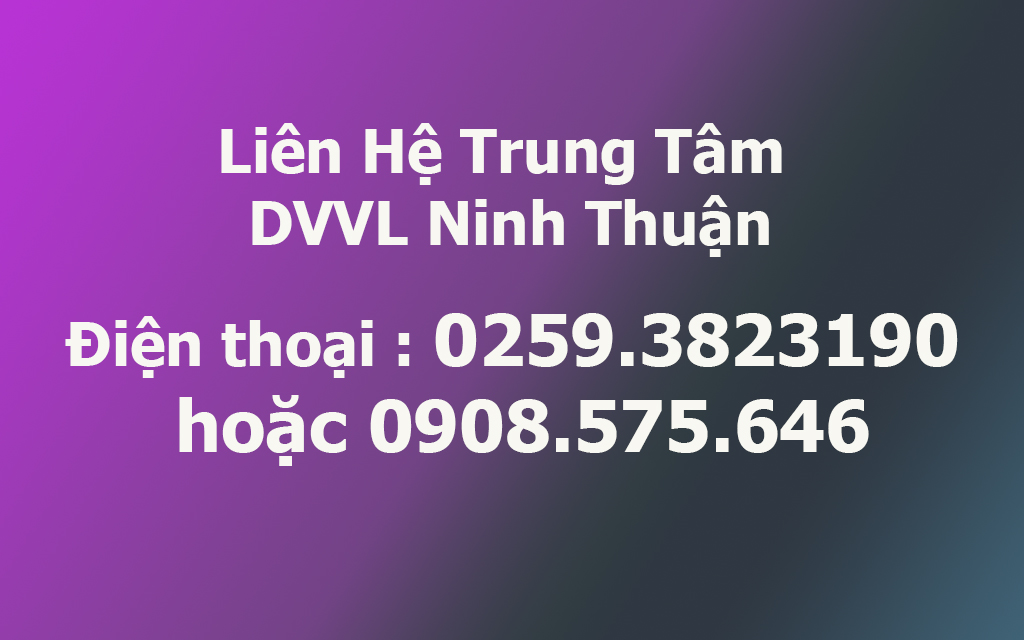 Liên Hệ Trung Tâm
DVVL Ninh Thuận
Điện thoại : 0259.3823190
hoặc 0908.575.646